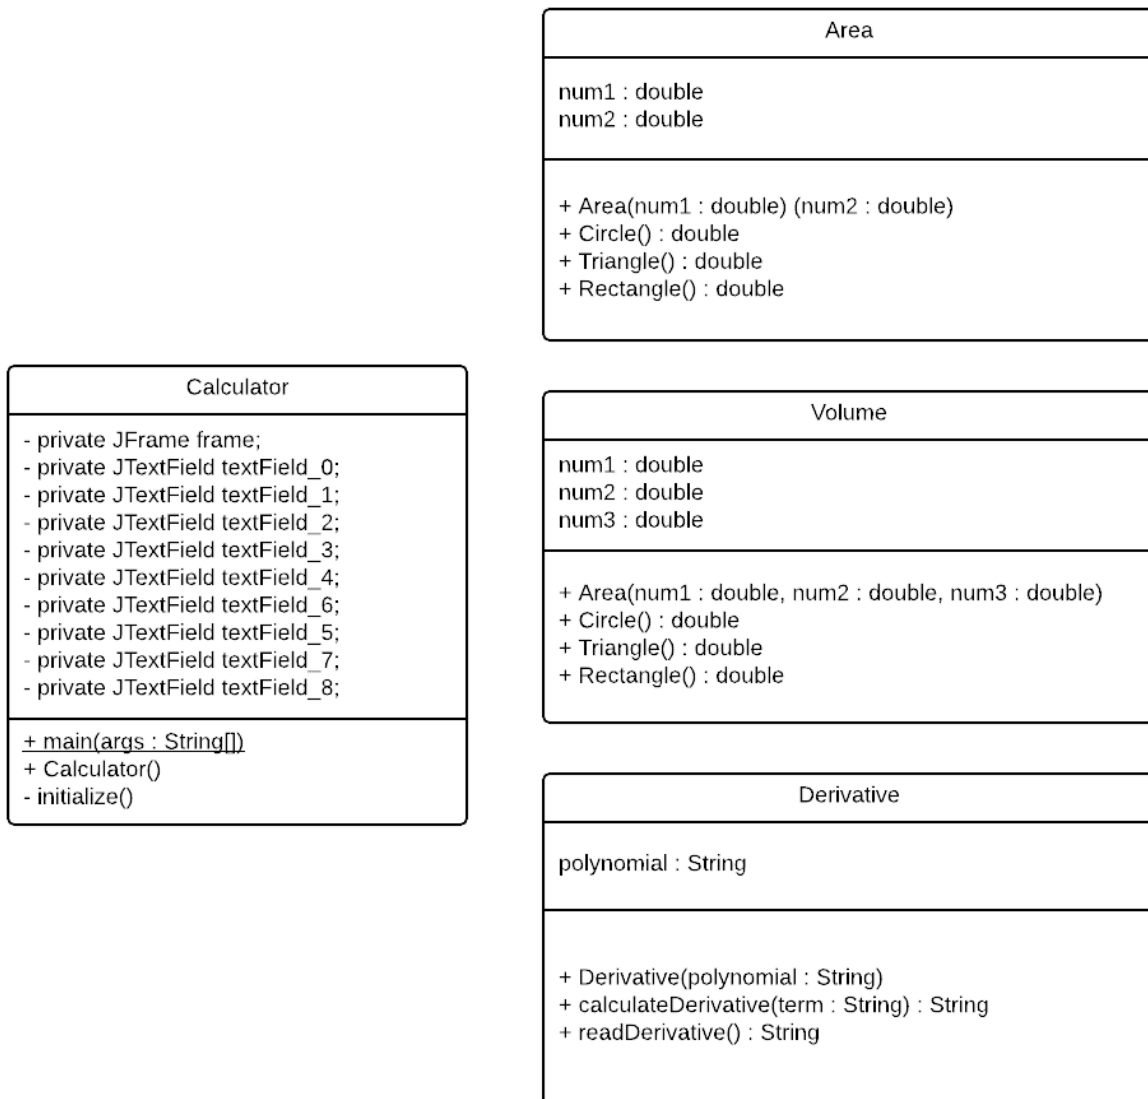 Area
num1 : double
num2 : double
+ Area(num1 : double) (num2 : double)
+ Circle() : double
+ Triangle() : double
+ Rectangle() : double
Calculator
- private JFrame frame;
- private JTextField textField_0;
- private JTextField textField_1;
- private JTextField textField_2;
- private JTextField textField_3;
- private JTextField textField_4;
- private JTextField textField_6;
- private JTextField textField_5;
- private JTextField textField_7;
- private JTextField textField_8;
+ main(args : String[])
+ Calculator()
- initialize()
Volume
num1 : double
num2 : double
num3 : double
+ Area(num1 : double, num2 : double, num3 : double)
+ Circle() : double
+ Triangle() : double
+ Rectangle() : double
Derivative
polynomial : String
+ Derivative(polynomial : String)
+ calculateDerivative(term : String) : String
+ readDerivative() : String